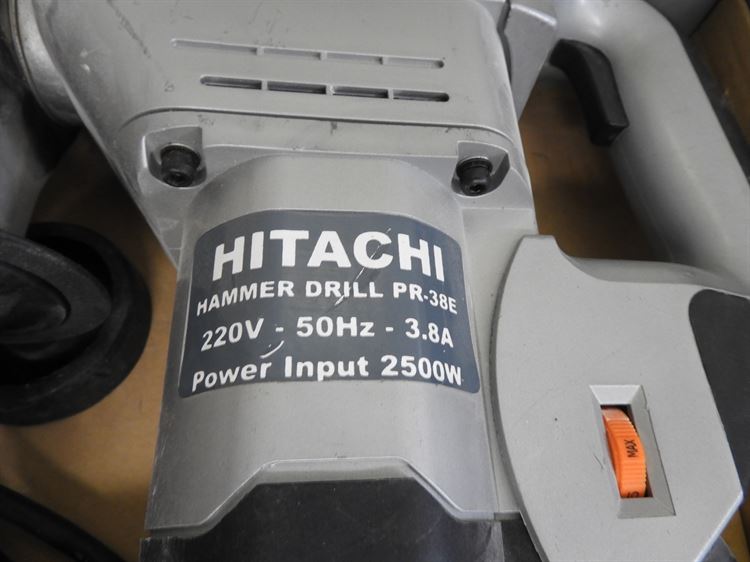 HITACHI
HAMMER DRILL PR-38E
220V - 50Hz - 3.8A
Power Input 2500W
MAX